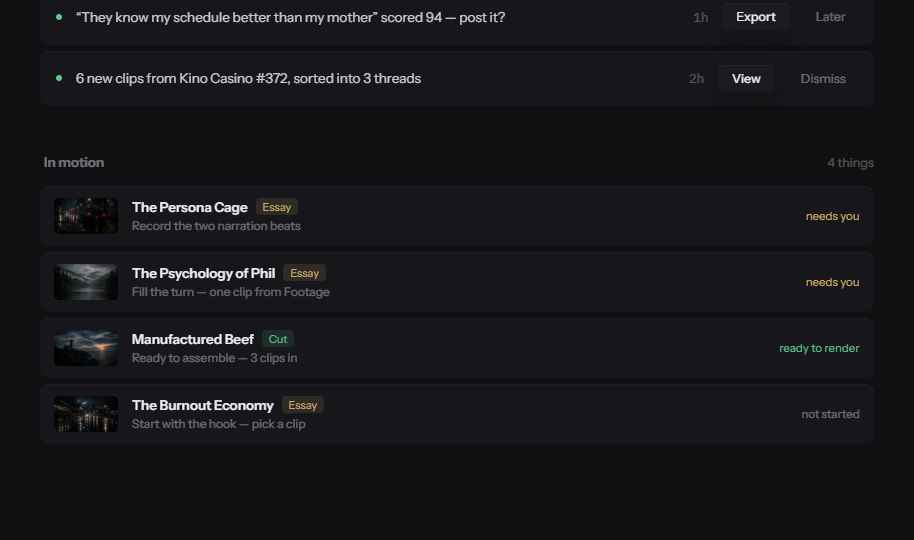 “They know my schedule better than my mother” scored 94 — post it? 1h Export Later
6 new clips from Kino Casino #372, sorted into 3 threads 2h View Dismiss
In motion 4 things
The Persona Cage Essay
Record the two narration beats
needs you
The Psychology of Phil Essay
Fill the turn — one clip from Footage
needs you
Manufactured Beef Cut
Ready to assemble — 3 clips in
ready to render
The Burnout Economy Essay
Start with the hook — pick a clip
not started